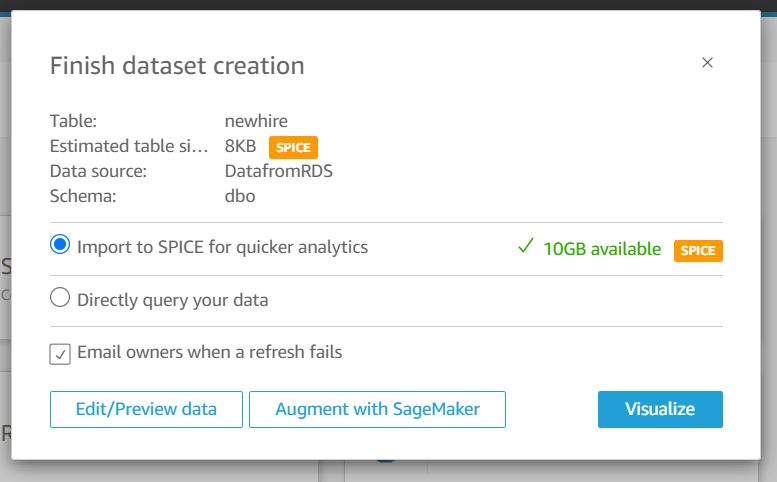 Finish dataset creation
Table: newhire
Estimated table si... 8KB SPICE
Data source: DatafromRDS
Schema: dbo
Import to SPICE for quicker analytics 10GB available SPICE
Directly query your data
Email owners when a refresh fails
Edit/Preview data Augment with SageMaker Visualize